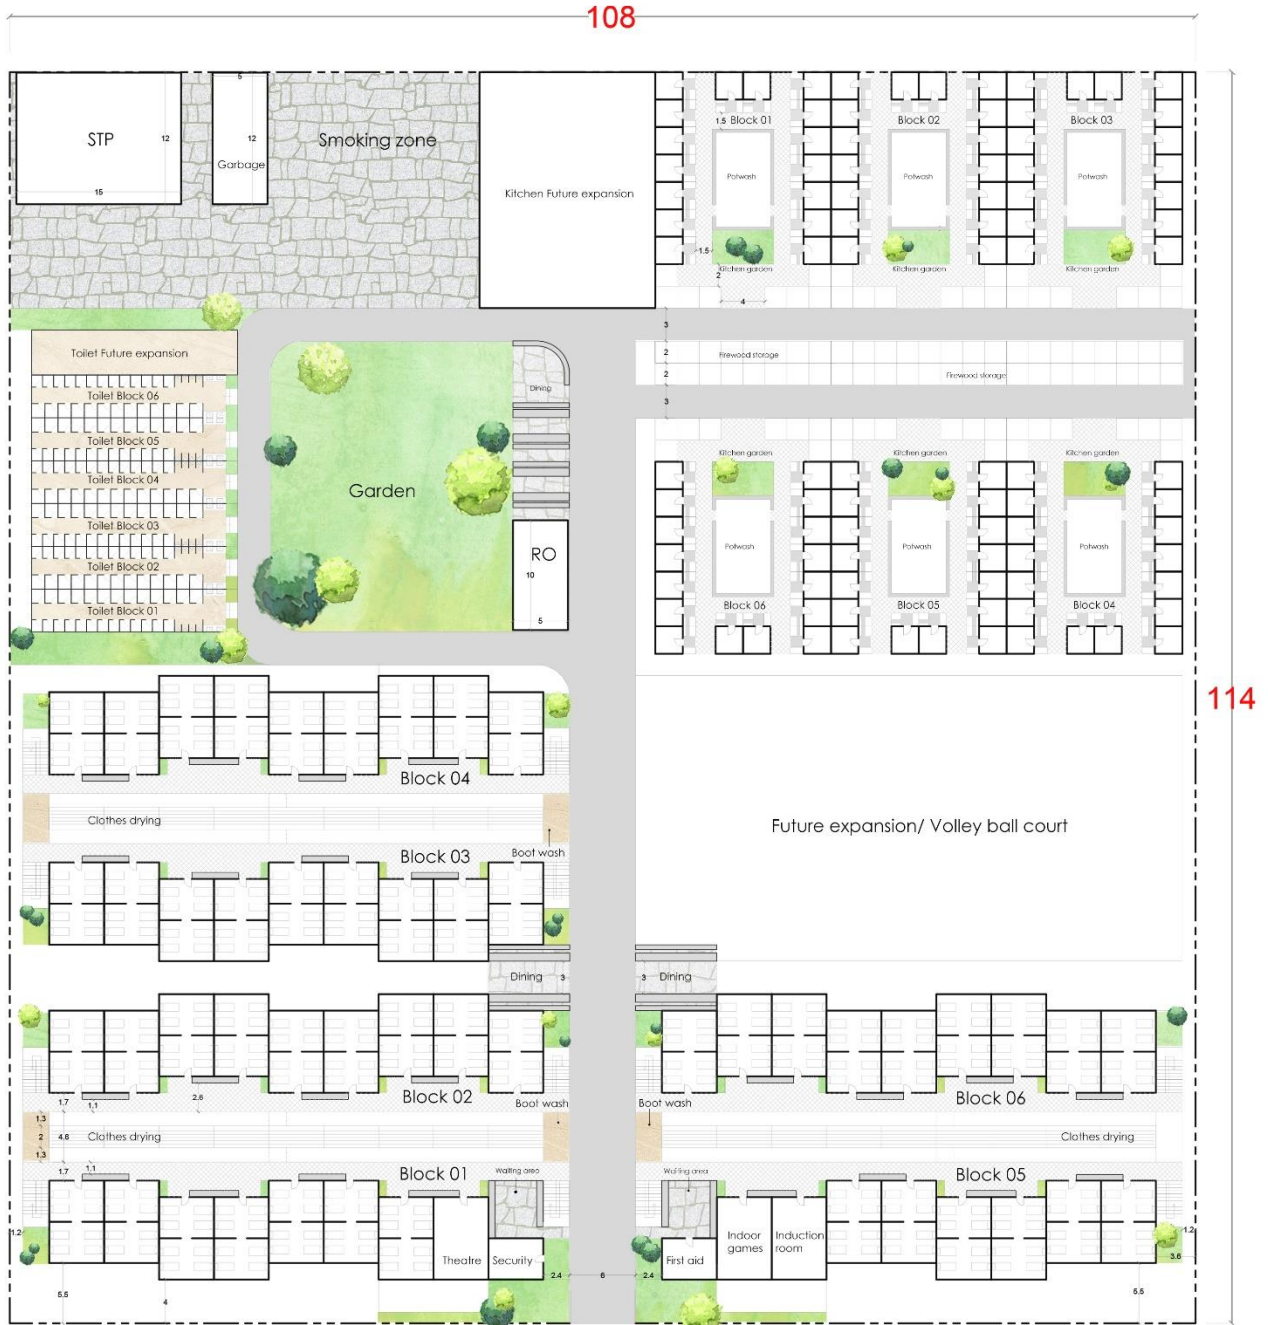 108
5
STP
12
12
Garbage
15
Smoking zone
Kitchen Future expansion
Block 01
Block 02
Block 03
1.5
Potwash
Potwash
Potwash
1.5
Kitchen garden
Kitchen garden
Kitchen garden
2
4
3
Toilet Future expansion
2
Firewood storage
2
Firewood storage
3
Dining
Toilet Block 06
Toilet Block 05
Toilet Block 04
Toilet Block 03
Toilet Block 02
Toilet Block 01
Garden
RO
10
5
Kitchen garden
Kitchen garden
Kitchen garden
Potwash
Potwash
Potwash
Block 06
Block 05
Block 04
114
Block 04
Clothes drying
Boot wash
Block 03
Future expansion/ Volley ball court
Dining
3
3
Dining
2.8
Block 02
Block 06
1.7
1.1
Boot wash
Boot wash
1.3
2
4.6
Clothes drying
Clothes drying
1.3
1.7
1.1
Block 01
Waiting area
Waiting area
Block 05
1.2
Theatre
Security
First aid
Indoor
games
Induction
room
1.2
3.6
2.4
6
2.4
5.5
4
5.5